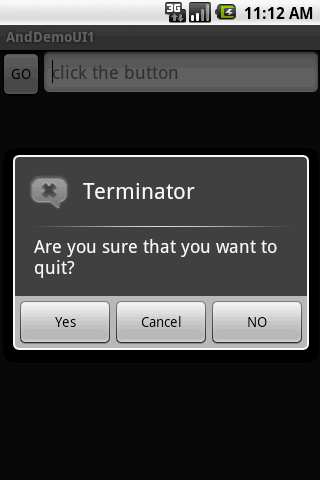 3G
11:12 AM
AndDemoUI1
GO
click the button
Terminator
Are you sure that you want to
quit?
Yes
Cancel
NO